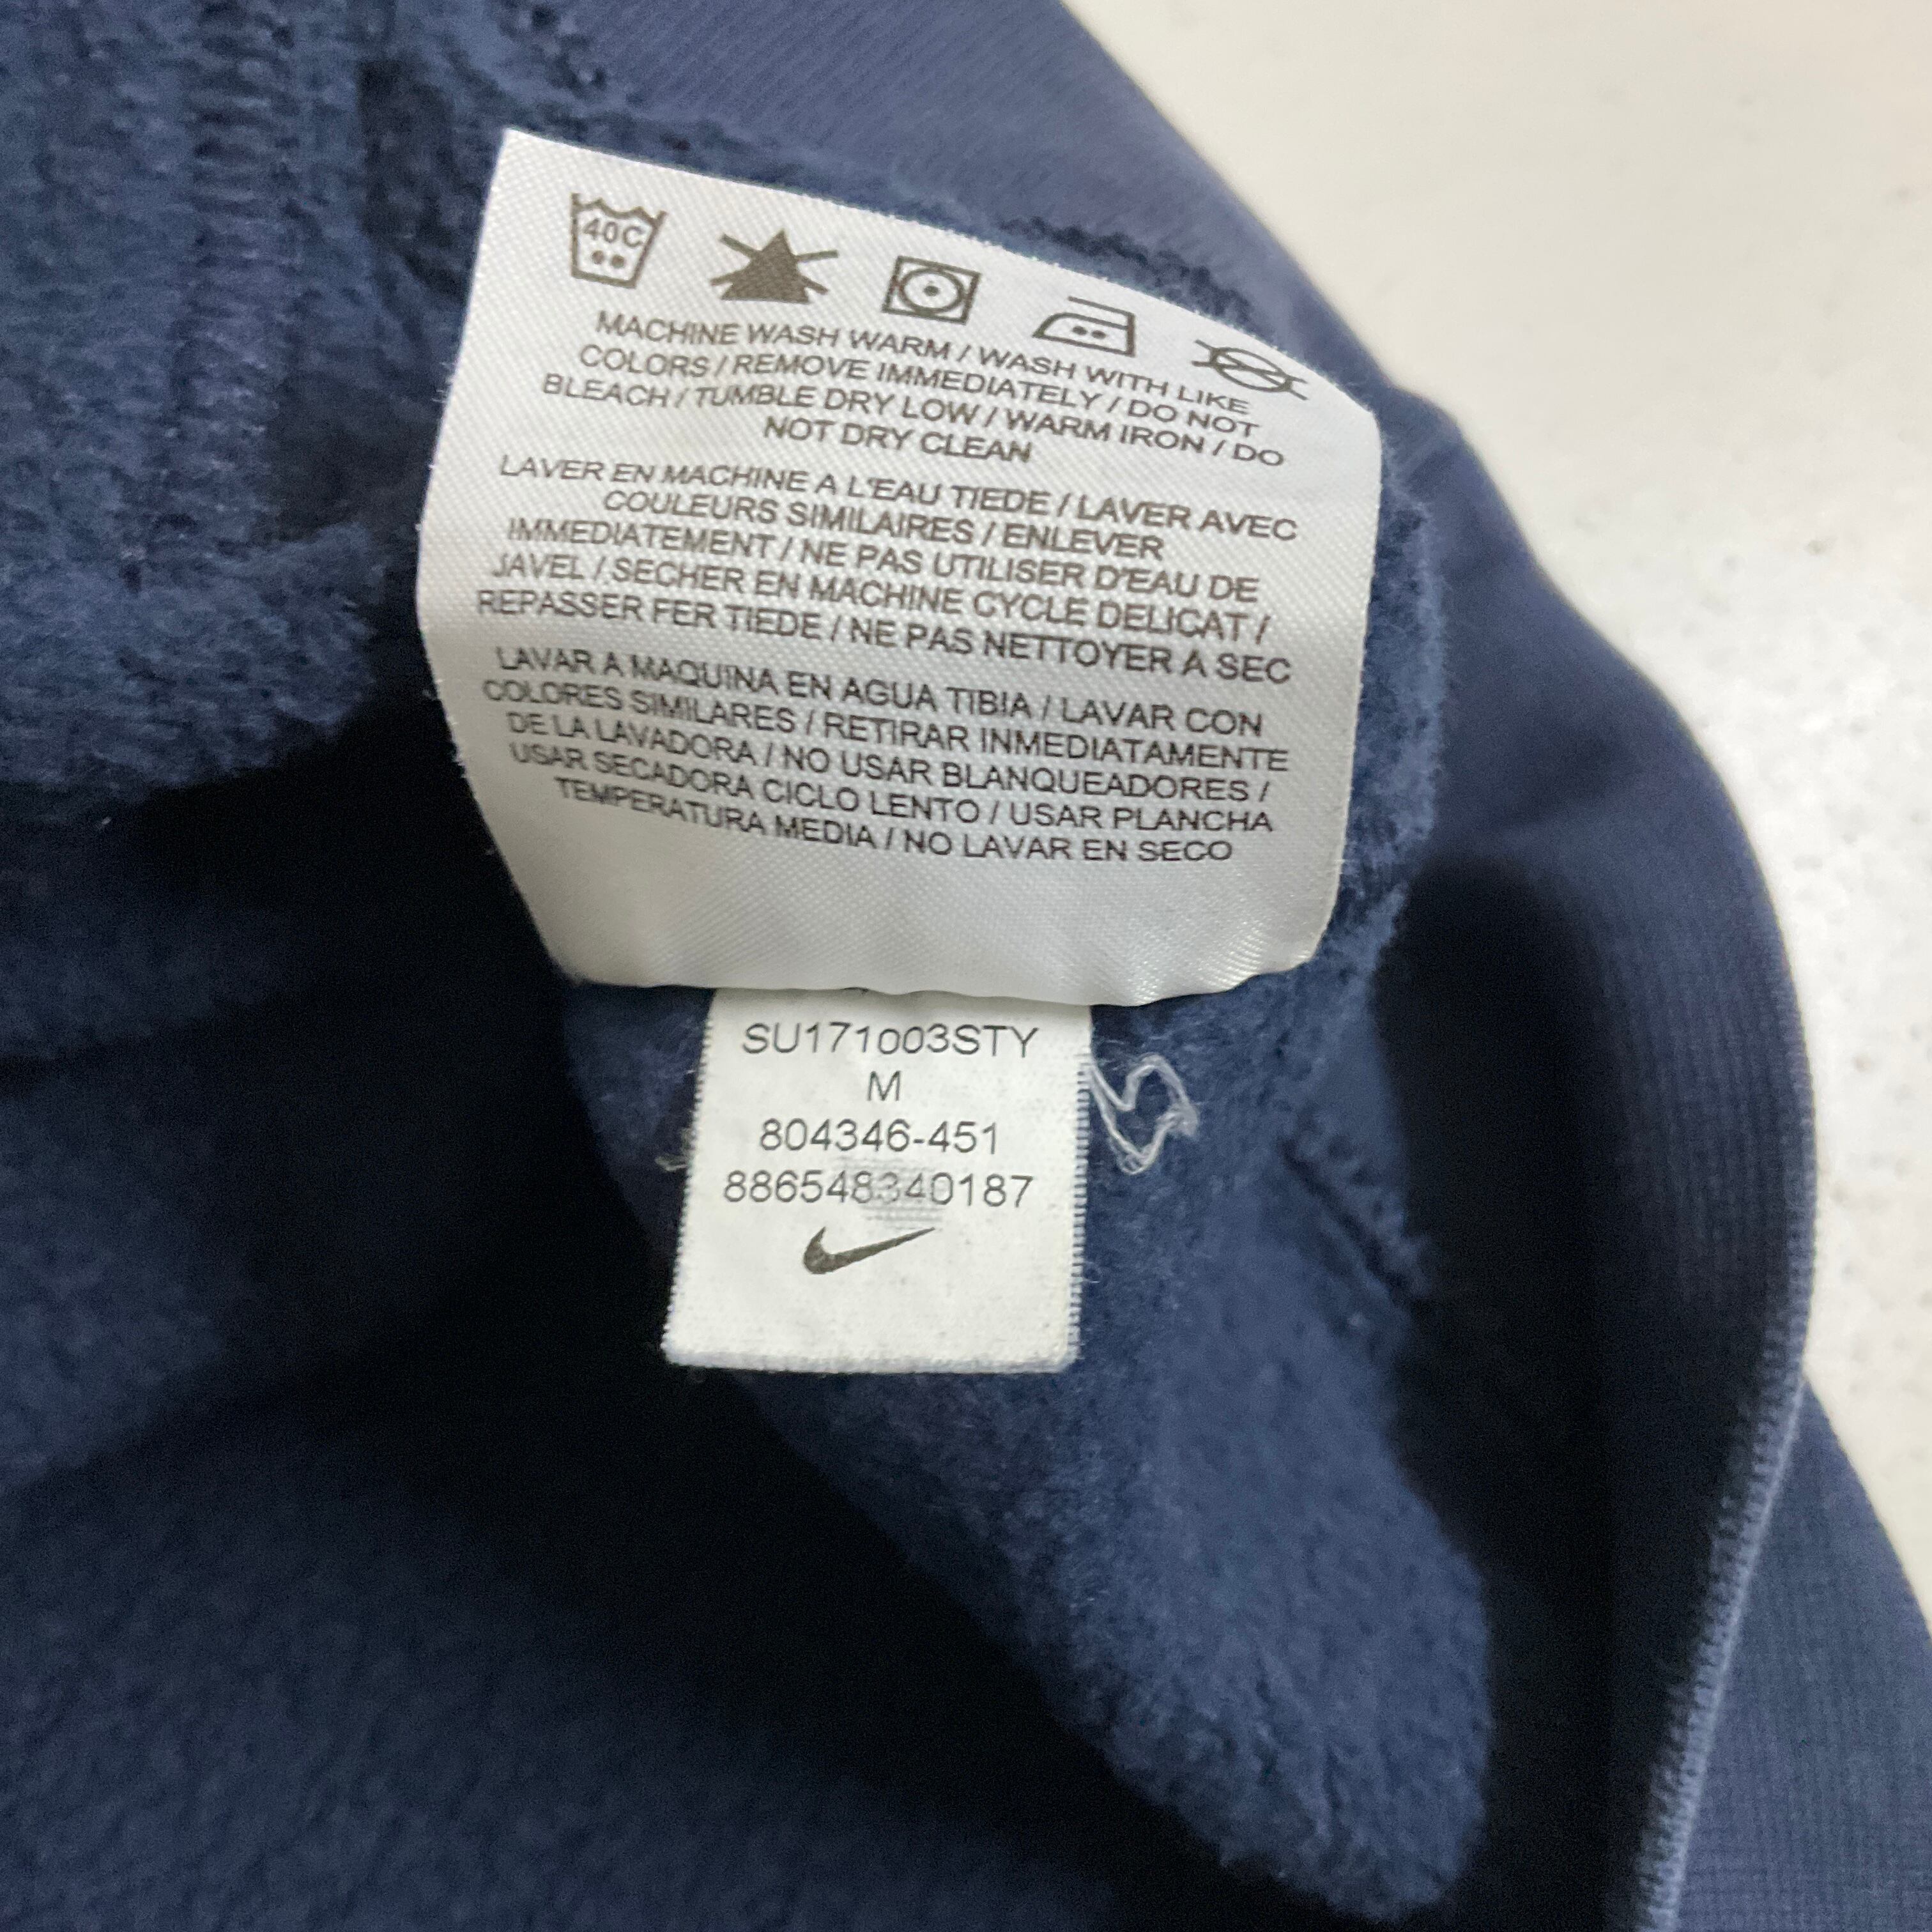 40C
MACHINE WASH WARM / WASH WITH LIKE
COLORS / REMOVE IMMEDIATELY / DO NOT
BLEACH / TUMBLE DRY LOW / WARM IRON / DO
NOT DRY CLEAN
LAVER EN MACHINE A L'EAU TIEDE / LAVER AVEC
COULEURS SIMILAIRES / ENLEVER
IMMEDIATEMENT / NE PAS UTILISER D'EAU DE
JAVEL / SECHER EN MACHINE CYCLE DELICAT /
REPASSER FER TIEDE / NE PAS NETTOYER A SEC
LAVAR A MAQUINA EN AGUA TIBIA / LAVAR CON
COLORES SIMILARES / RETIRAR INMEDIATAMENTE
DE LA LAVADORA / NO USAR BLANQUEADORES /
USAR SECADORA CICLO LENTO / USAR PLANCHA
TEMPERATURA MEDIA / NO LAVAR EN SECO
SU171003STY
M
804346-451
886548340187